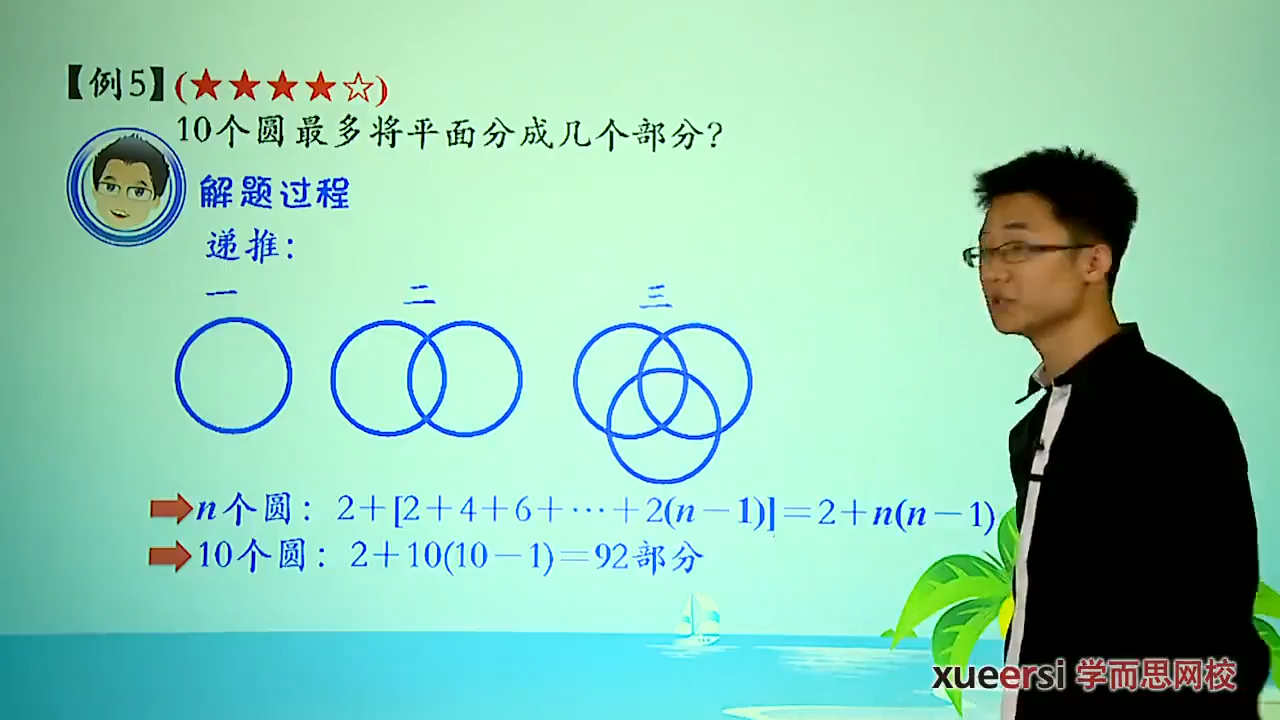 【例5】(★★★★☆)
10个圆最多将平面分成几个部分?
解题过程
递推:
一 二 三
n个圆: 2+[2+4+6+…+2(n-1)]=2+n(n-1)
10个圆: 2+10(10-1)=92部分
xueersi 学而思网校